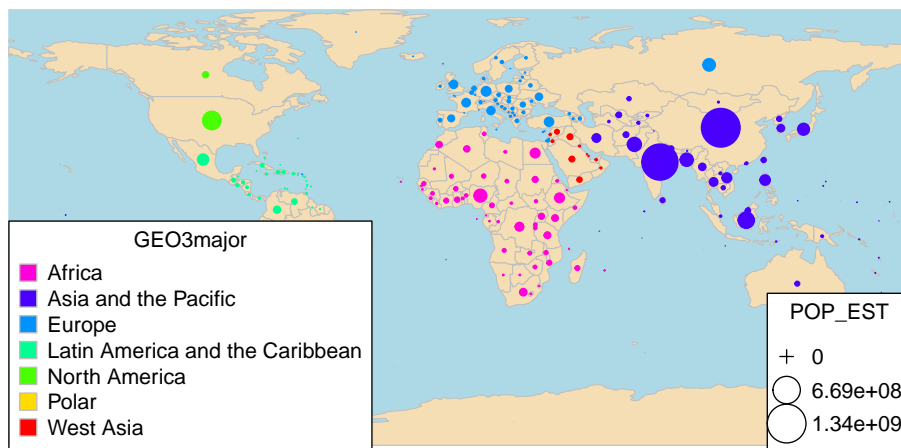 GEO3major
Africa
Asia and the Pacific
Europe
Latin America and the Caribbean
North America
Polar
West Asia
POP_EST
0
6.69e+08
1.34e+09